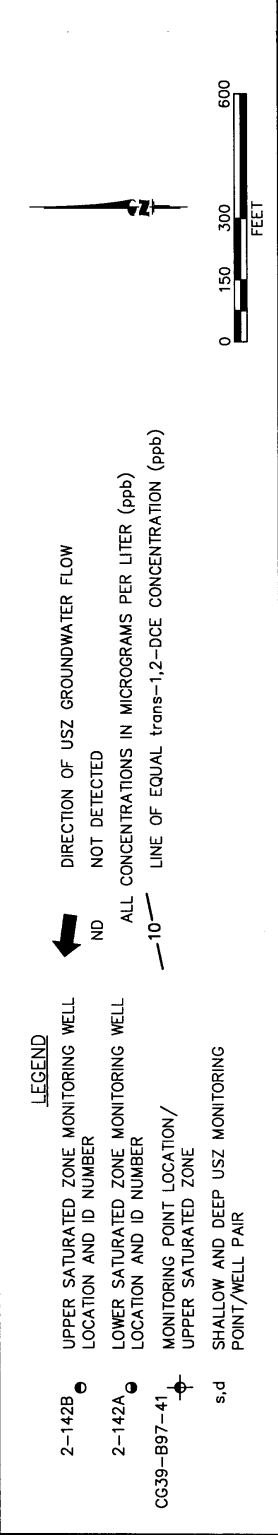 LEGEND
2-142B
UPPER SATURATED ZONE MONITORING WELL
LOCATION AND ID NUMBER
2-142A
LOWER SATURATED ZONE MONITORING WELL
LOCATION AND ID NUMBER
CG39-B97-41
MONITORING POINT LOCATION/
UPPER SATURATED ZONE
s,d
SHALLOW AND DEEP USZ MONITORING
POINT/WELL PAIR
DIRECTION OF USZ GROUNDWATER FLOW
ND NOT DETECTED
ALL CONCENTRATIONS IN MICROGRAMS PER LITER (ppb)
10 LINE OF EQUAL trans-1,2-DCE CONCENTRATION (ppb)
N
0 150 300 600
FEET